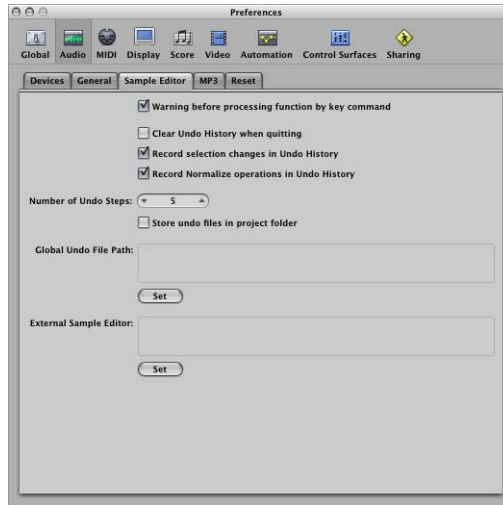 Preferences
Global Audio MIDI Display Score Video Automation Control Surfaces Sharing
Devices General Sample Editor MP3 Reset
Warning before processing function by key command
Clear Undo History when quitting
Record selection changes in Undo History
Record Normalize operations in Undo History
Number of Undo Steps: 5
Store undo files in project folder
Global Undo File Path:
Set
External Sample Editor:
Set